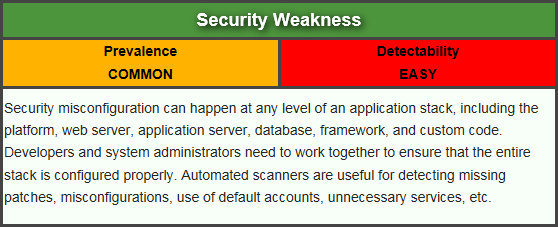 Security Weakness
Prevalence
COMMON
Detectability
EASY
Security misconfiguration can happen at any level of an application stack, including the
platform, web server, application server, database, framework, and custom code.
Developers and system administrators need to work together to ensure that the entire
stack is configured properly. Automated scanners are useful for detecting missing
patches, misconfigurations, use of default accounts, unnecessary services, etc.